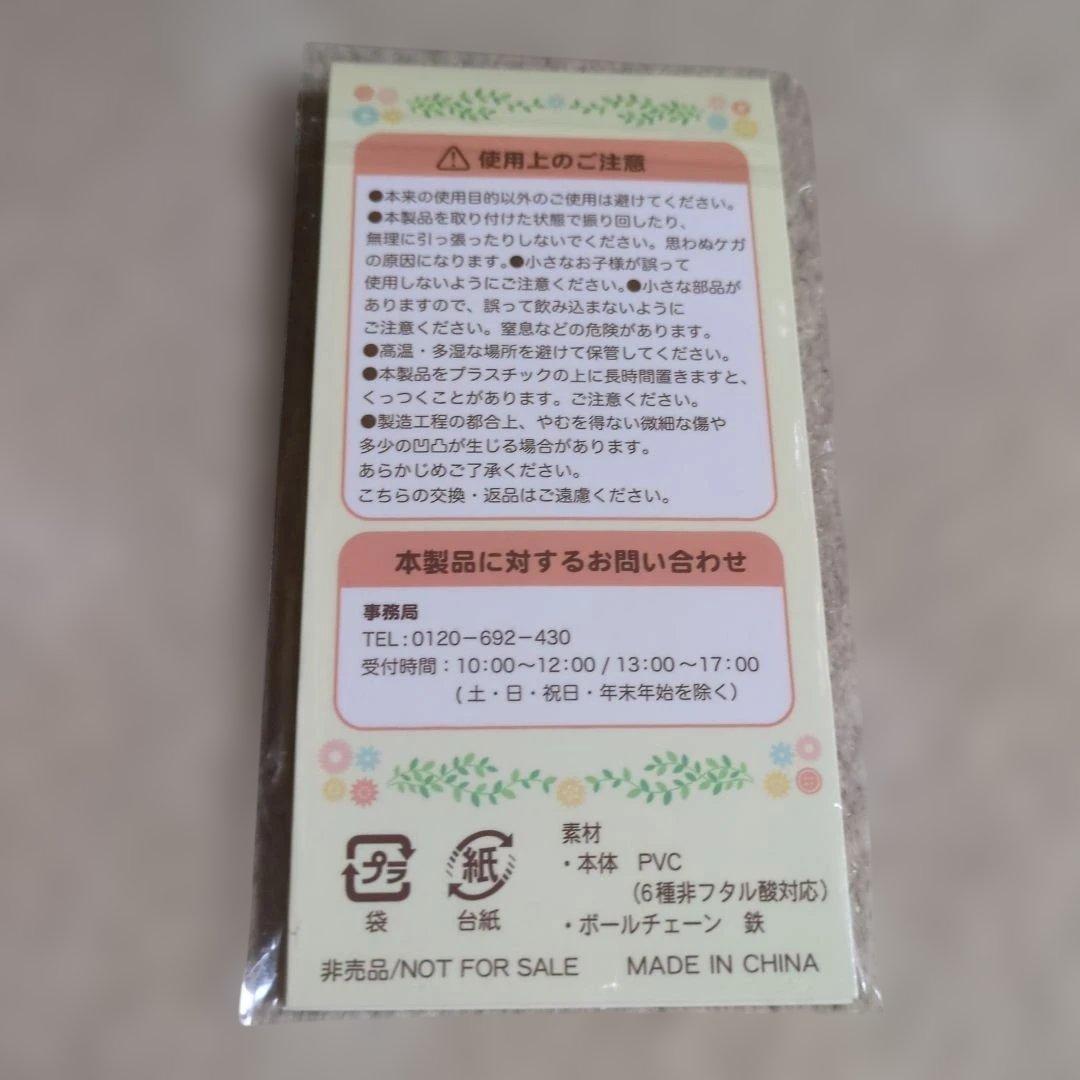 ⚠ 使用上のご注意
●本来の使用目的以外のご使用は避けてください。
●本製品を取り付けた状態で振り回したり、
無理に引っ張ったりしないでください。思わぬケガ
の原因になります。●小さなお子様が誤って
使用しないようにご注意ください。●小さな部品が
ありますので、誤って飲み込まないように
ご注意ください。窒息などの危険があります。
●高温・多湿な場所を避けて保管してください。
●本製品をプラスチックの上に長時間置きますと、
くっつくことがあります。ご注意ください。
●製造工程の都合上、やむを得ない微細な傷や
多少の凹凸が生じる場合があります。
あらかじめご了承ください。
こちらの交換・返品はご遠慮ください。
本製品に対するお問い合わせ
事務局
TEL:0120-692-430
受付時間:10:00〜12:00 / 13:00〜17:00
(土・日・祝日・年末年始を除く)
プラ
袋
紙
台紙
素材
・本体 PVC
(6種非フタル酸対応)
・ボールチェーン 鉄
非売品/NOT FOR SALE
MADE IN CHINA